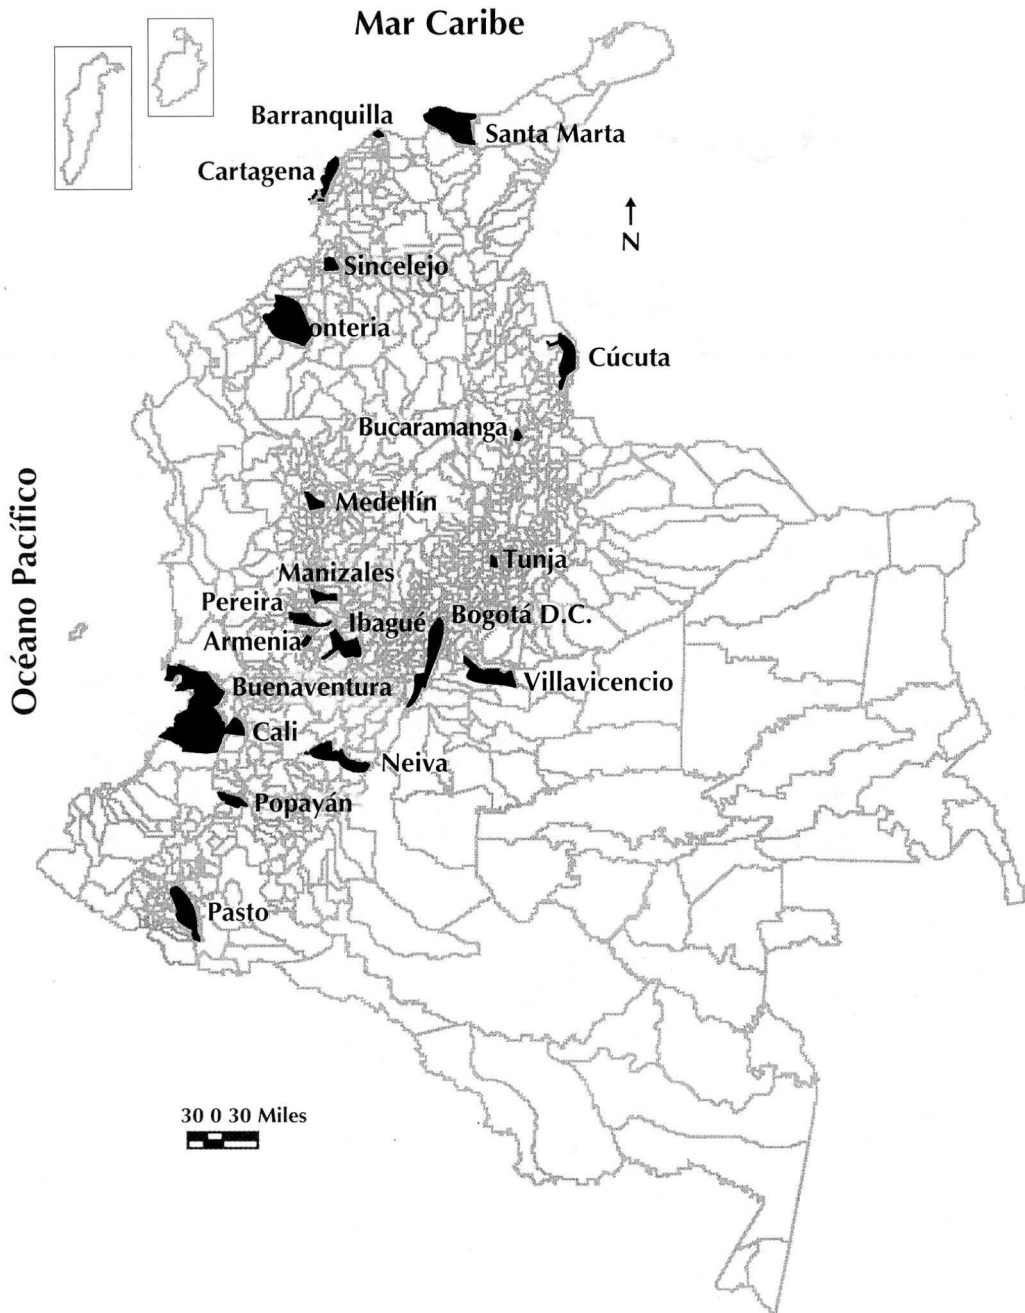 Mar Caribe
Barranquilla
Santa Marta
Cartagena
N
Sincelejo
onteria
Cúcuta
Bucaramanga
Océano Pacífico
Medellín
Tunja
Manizales
Pereira
Ibagué
Bogotá D.C.
Armenia
Buenaventura
Villavicencio
Cali
Neiva
Popayán
Pasto
30 0 30 Miles